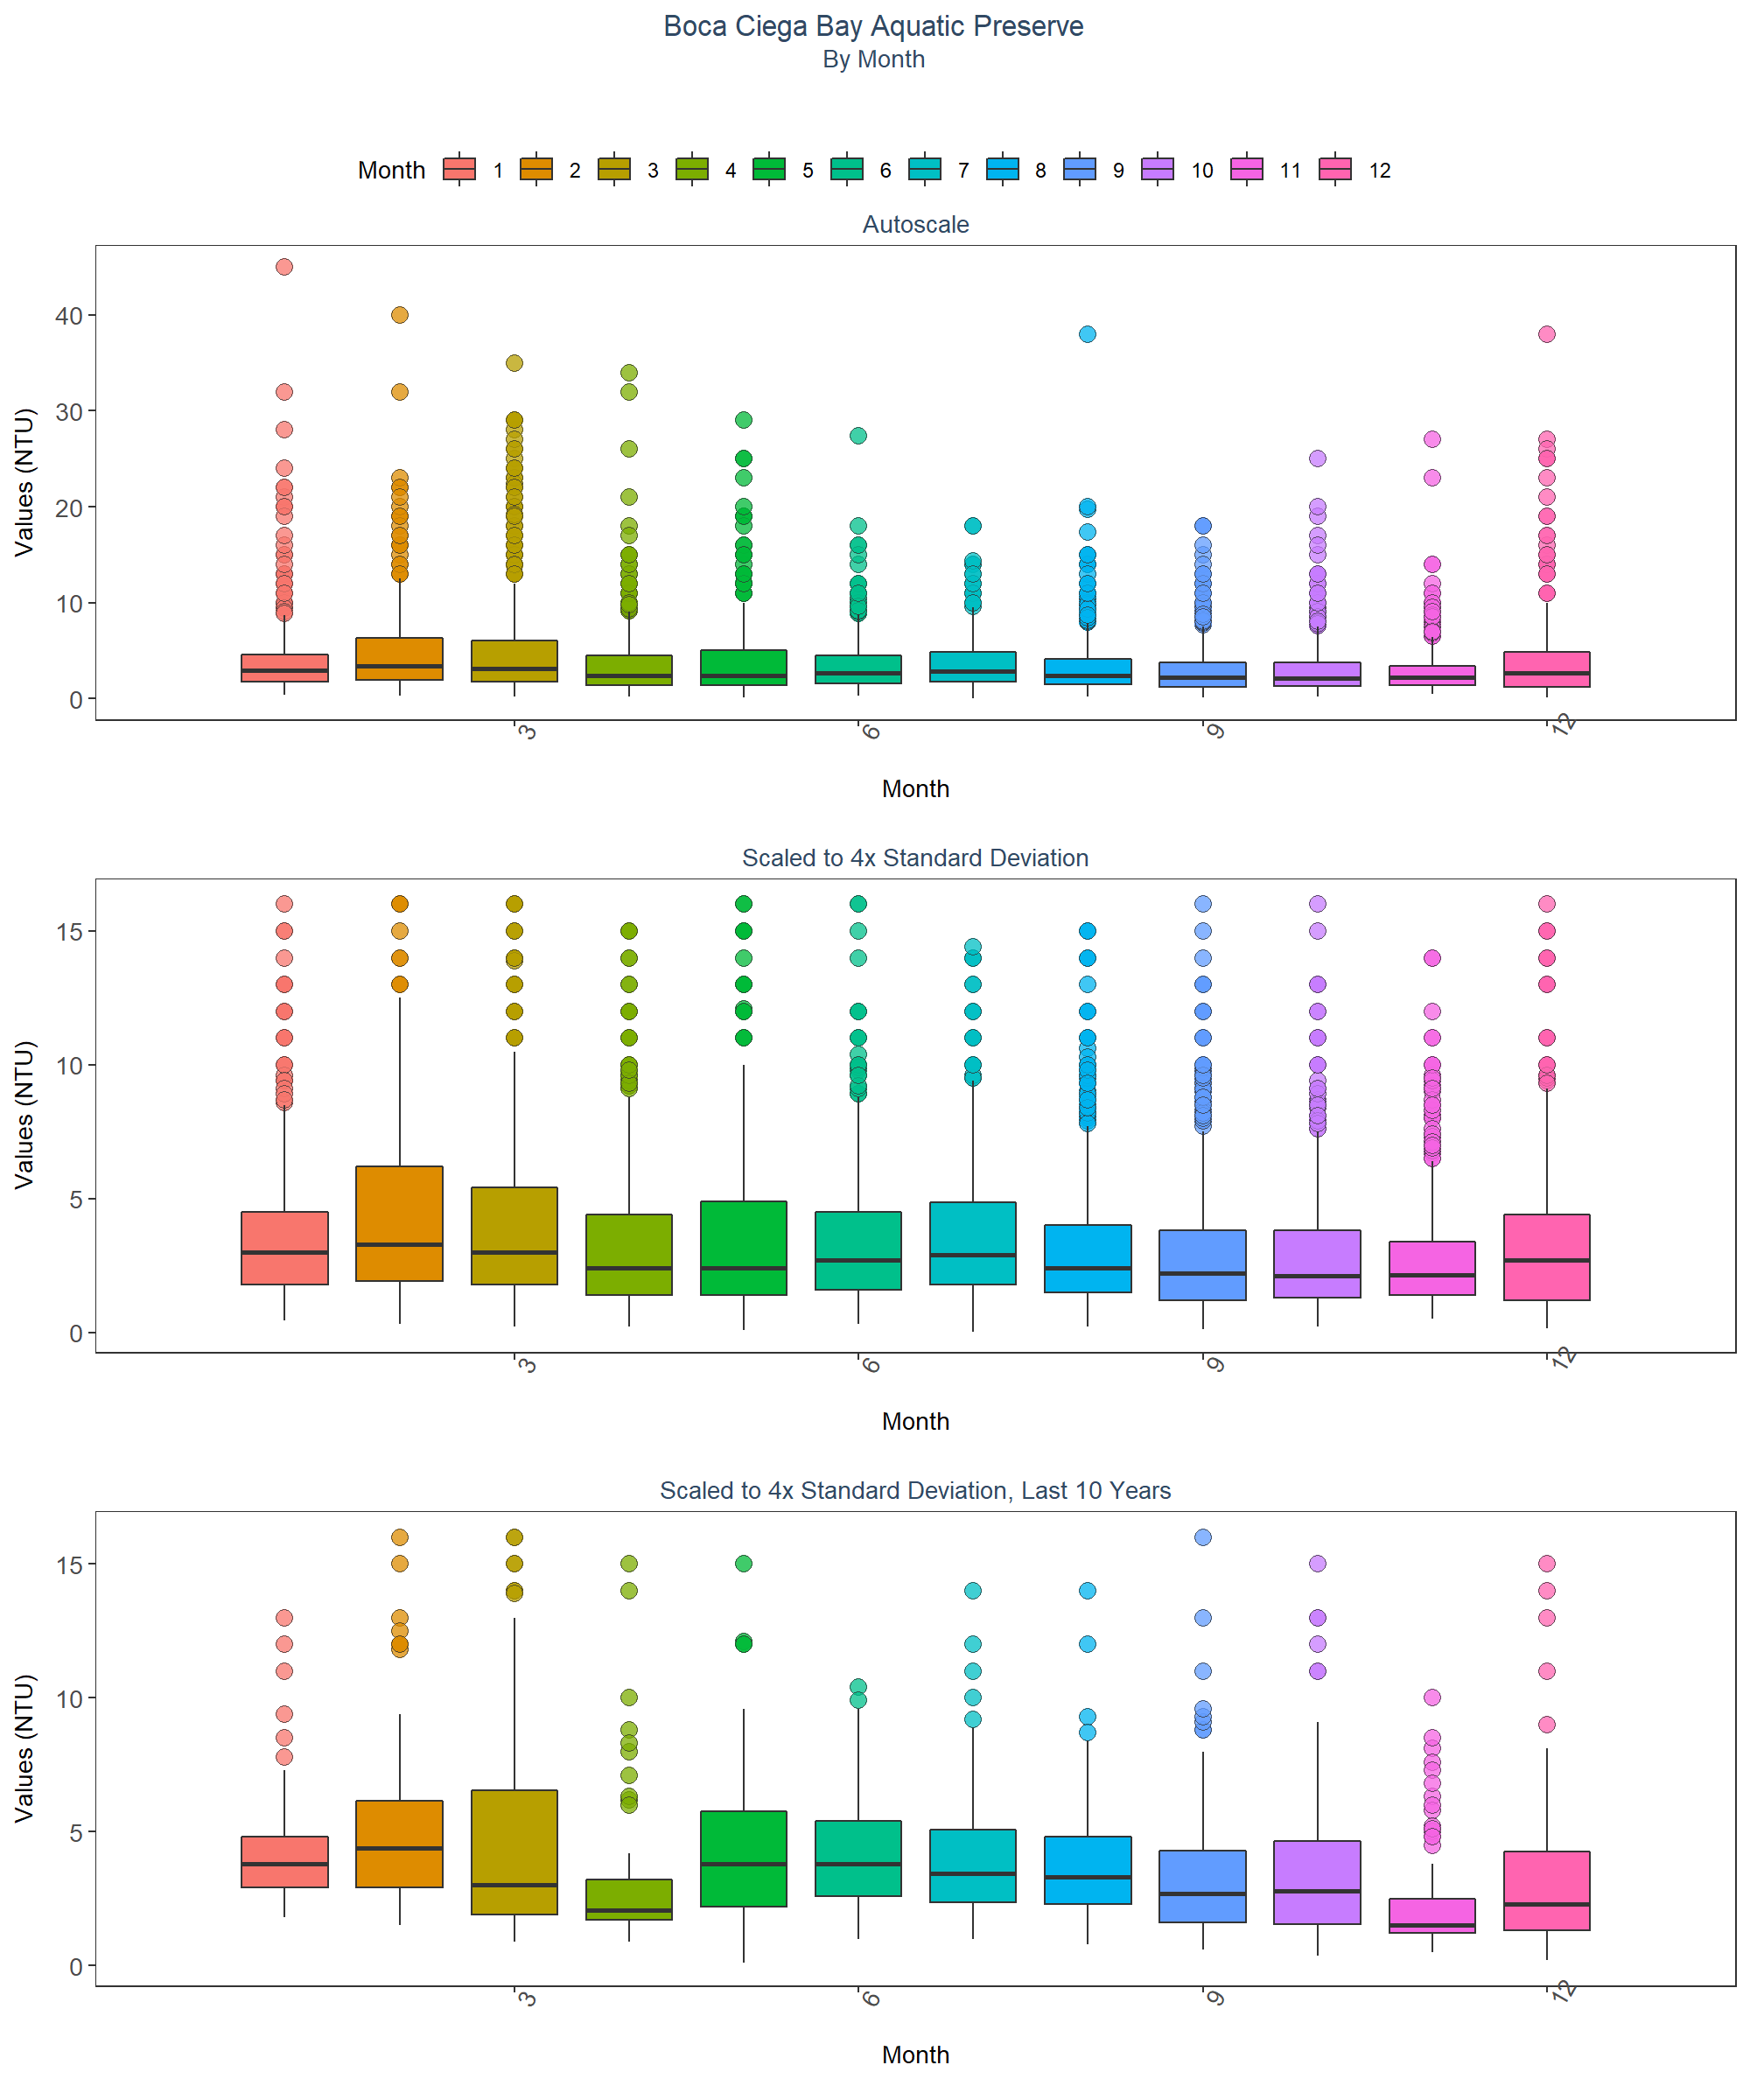 Boca Ciega Bay Aquatic Preserve
By Month
Month 1 2 3 4 5 6 7 8 9 10 11 12
Autoscale
Values (NTU)
40
30
20
10
0
3 6 9 12
Month
Scaled to 4x Standard Deviation
Values (NTU)
15
10
5
0
3 6 9 12
Month
Scaled to 4x Standard Deviation, Last 10 Years
Values (NTU)
15
10
5
0
3 6 9 12
Month